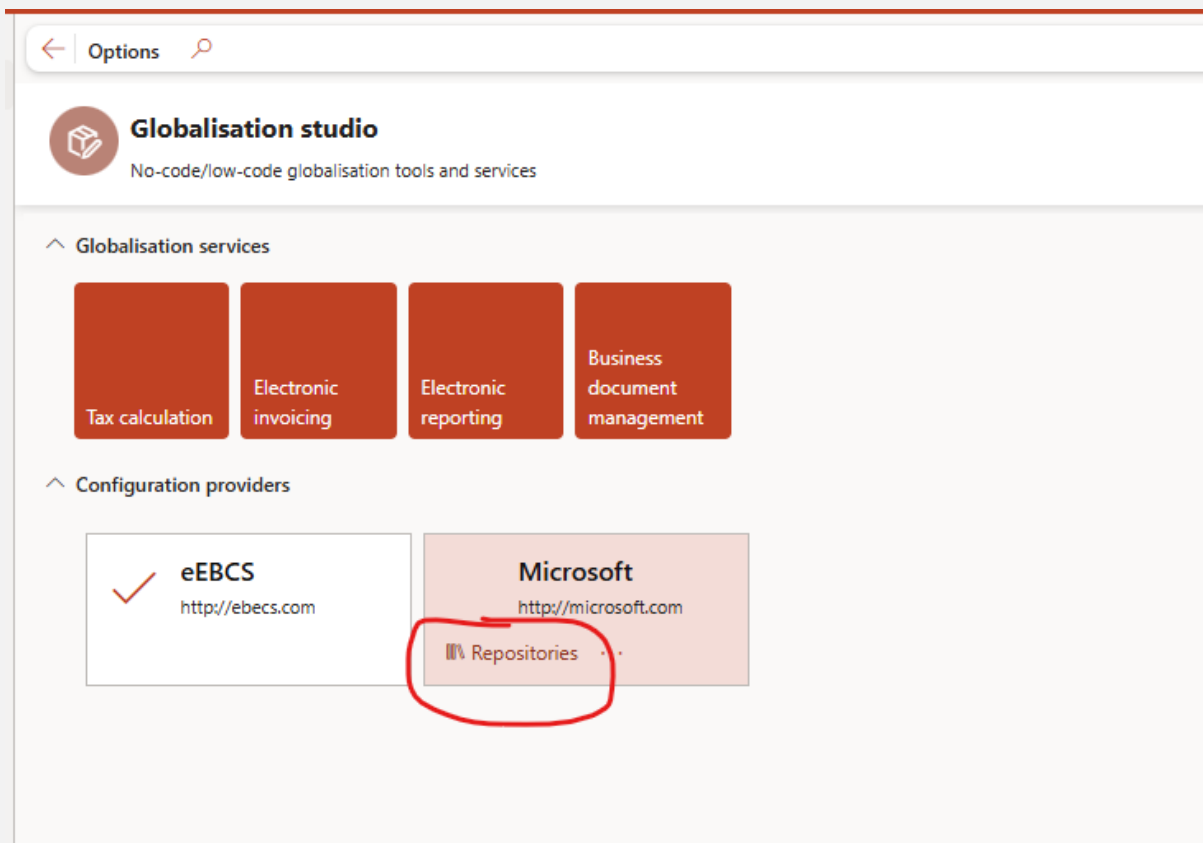 Options
Globalisation studio
No-code/low-code globalisation tools and services
Globalisation services
Tax calculation
Electronic
invoicing
Electronic
reporting
Business
document
management
Configuration providers
eEBCS
http://ebecs.com
Microsoft
http://microsoft.com
Repositories